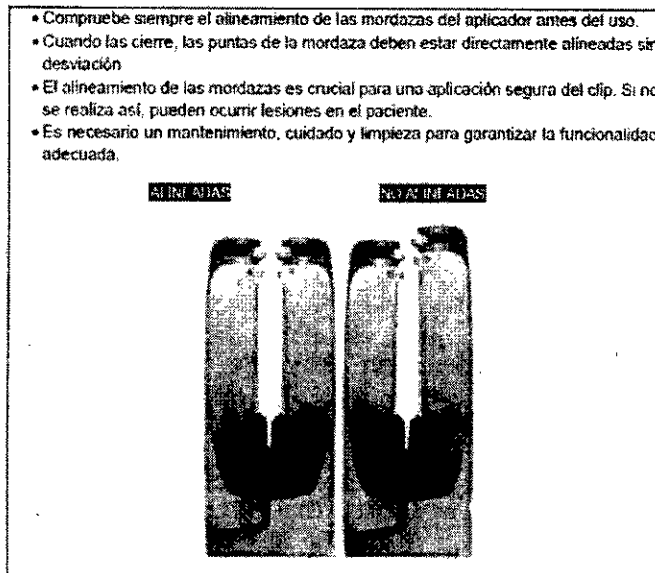 • Compruebe siempre el alineamiento de las mordazas del aplicador antes del uso.
• Cuando las cierre, las puntas de la mordaza deben estar directamente alineadas sin
desviación
• El alineamiento de las mordazas es crucial para una aplicación segura del clip. Si no
se realiza así, pueden ocurrir lesiones en el paciente.
• Es necesario un mantenimiento, cuidado y limpieza para garantizar la funcionalidad
adecuada.
ALINEADAS
NO ALINEADAS